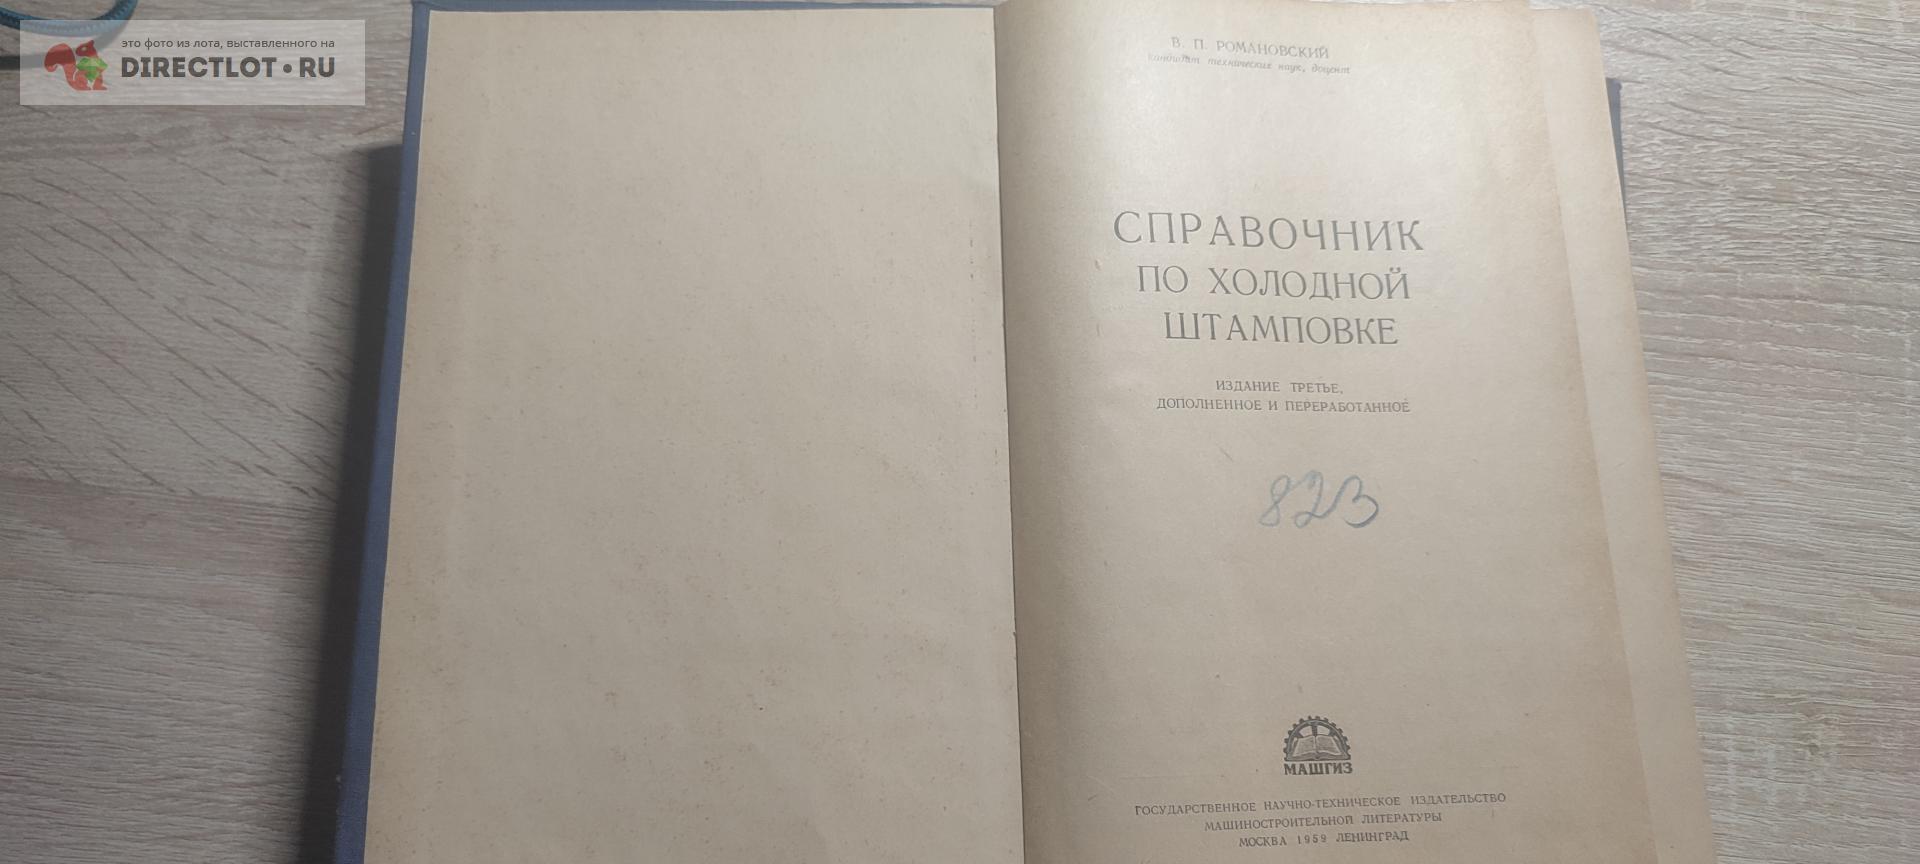 это фото из лота, выставленного на
DIRECTLOT•RU
В. П. РОМАНОВСКИЙ
кандидат технических наук, доцент
СПРАВОЧНИК
ПО ХОЛОДНОЙ
ШТАМПОВКЕ
ИЗДАНИЕ ТРЕТЬЕ,
ДОПОЛНЕННОЕ И ПЕРЕРАБОТАННОЕ
823
МАШГИЗ
ГОСУДАРСТВЕННОЕ НАУЧНО-ТЕХНИЧЕСКОЕ ИЗДАТЕЛЬСТВО
МАШИНОСТРОИТЕЛЬНОЙ ЛИТЕРАТУРЫ
МОСКВА 1959 ЛЕНИНГРАД